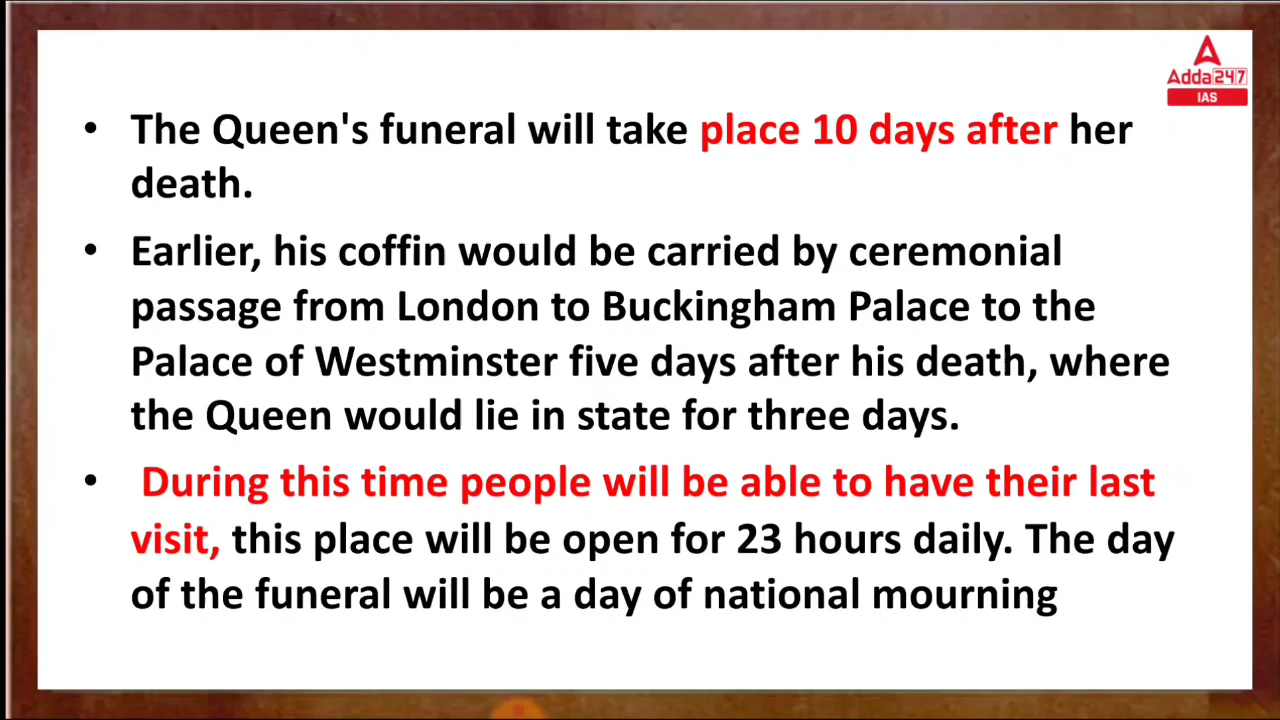 Adda247
IAS
• The Queen's funeral will take place 10 days after her
death.
• Earlier, his coffin would be carried by ceremonial
passage from London to Buckingham Palace to the
Palace of Westminster five days after his death, where
the Queen would lie in state for three days.
• During this time people will be able to have their last
visit, this place will be open for 23 hours daily. The day
of the funeral will be a day of national mourning